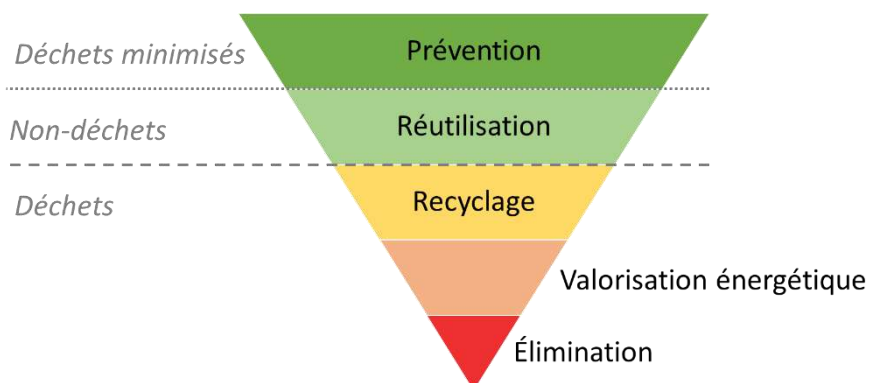 Déchets minimisés
Prévention
Non-déchets
Réutilisation
Déchets
Recyclage
Valorisation énergétique
Élimination